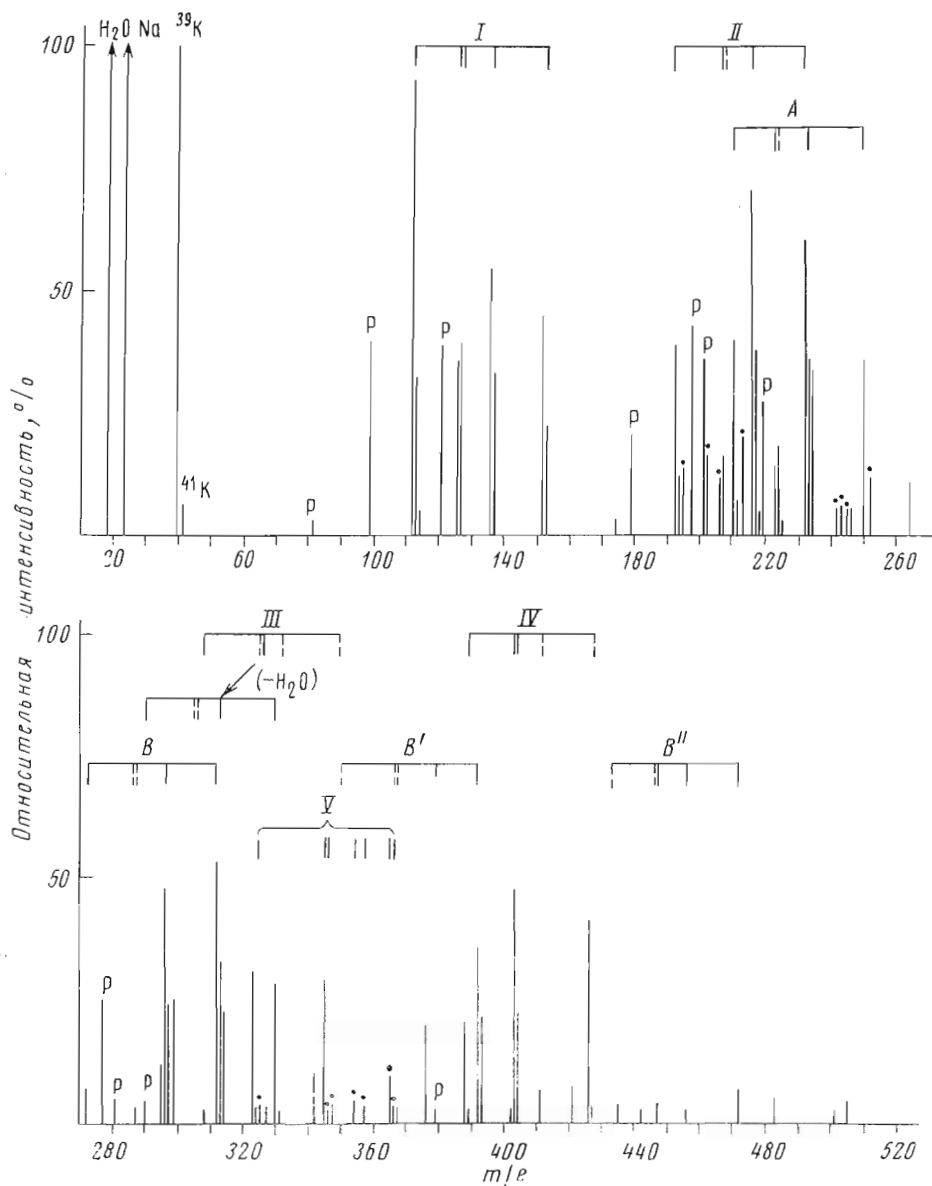 H₂O Na ³⁹K
100
I
II
A
50
p
p
p
p
p
p
p
⁴¹K
20 60 100 140 180 220 260
Относительная интенсивность, %
100
III
IV
(-H₂O)
B
B′
B″
V
50
p
p
p
p
280 320 360 400 440 480 520
m/e